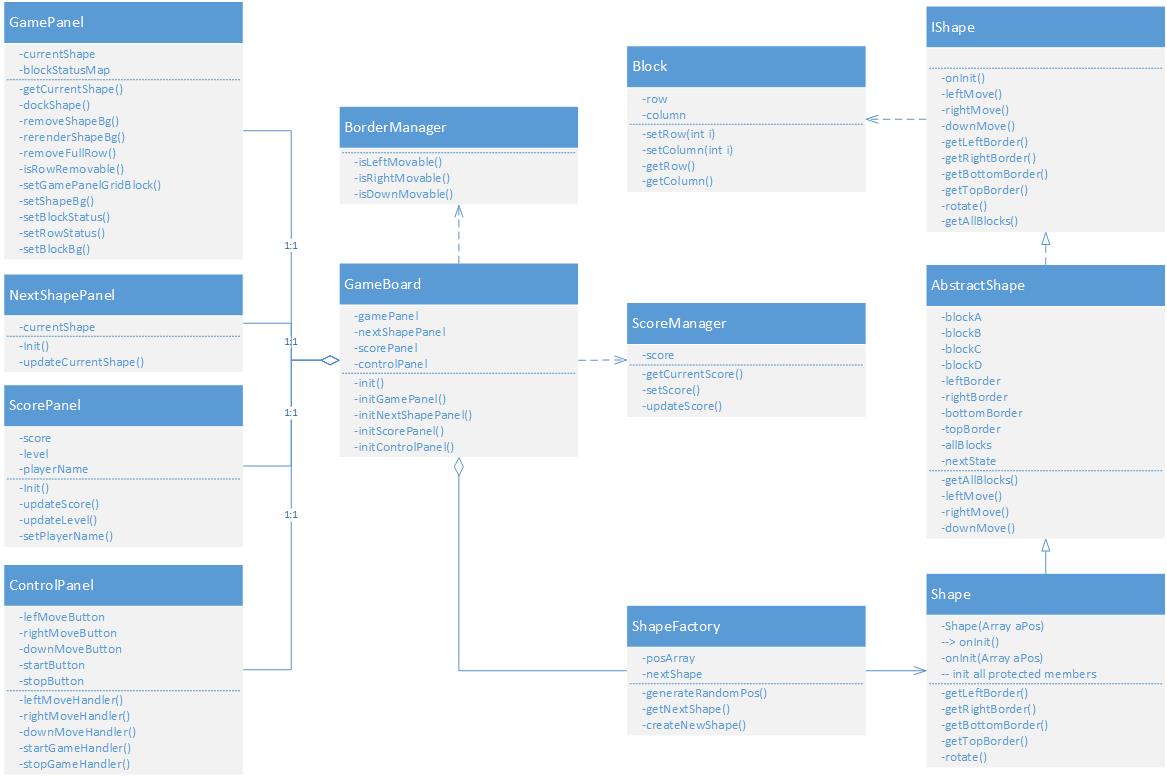 GamePanel
-currentShape
-blockStatusMap
-getCurrentShape()
-dockShape()
-removeShapeBg()
-rerenderShapeBg()
-removeFullRow()
-isRowRemovable()
-setGamePanelGridBlock()
-setShapeBg()
-setBlockStatus()
-setRowStatus()
-setBlockBg()
NextShapePanel
-currentShape
-Init()
-updateCurrentShape()
ScorePanel
-score
-level
-playerName
-Init()
-updateScore()
-updateLevel()
-setPlayerName()
ControlPanel
-lefMoveButton
-rightMoveButton
-downMoveButton
-startButton
-stopButton
-leftMoveHandler()
-rightMoveHandler()
-downMoveHandler()
-startGameHandler()
-stopGameHandler()
1:1
1:1
1:1
1:1
BorderManager
-isLeftMovable()
-isRightMovable()
-isDownMovable()
GameBoard
-gamePanel
-nextShapePanel
-scorePanel
-controlPanel
-init()
-initGamePanel()
-initNextShapePanel()
-initScorePanel()
-initControlPanel()
Block
-row
-column
-setRow(int i)
-setColumn(int i)
-getRow()
-getColumn()
ScoreManager
-score
-getCurrentScore()
-setScore()
-updateScore()
ShapeFactory
-posArray
-nextShape
-generateRandomPos()
-getNextShape()
-createNewShape()
IShape
-onInit()
-leftMove()
-rightMove()
-downMove()
-getLeftBorder()
-getRightBorder()
-getBottomBorder()
-getTopBorder()
-rotate()
-getAllBlocks()
AbstractShape
-blockA
-blockB
-blockC
-blockD
-leftBorder
-rightBorder
-bottomBorder
-topBorder
-allBlocks
-nextState
-getAllBlocks()
-leftMove()
-rightMove()
-downMove()
Shape
-Shape(Array aPos)
--> onInit()
-onInit(Array aPos)
-- init all protected members
-getLeftBorder()
-getRightBorder()
-getBottomBorder()
-getTopBorder()
-rotate()